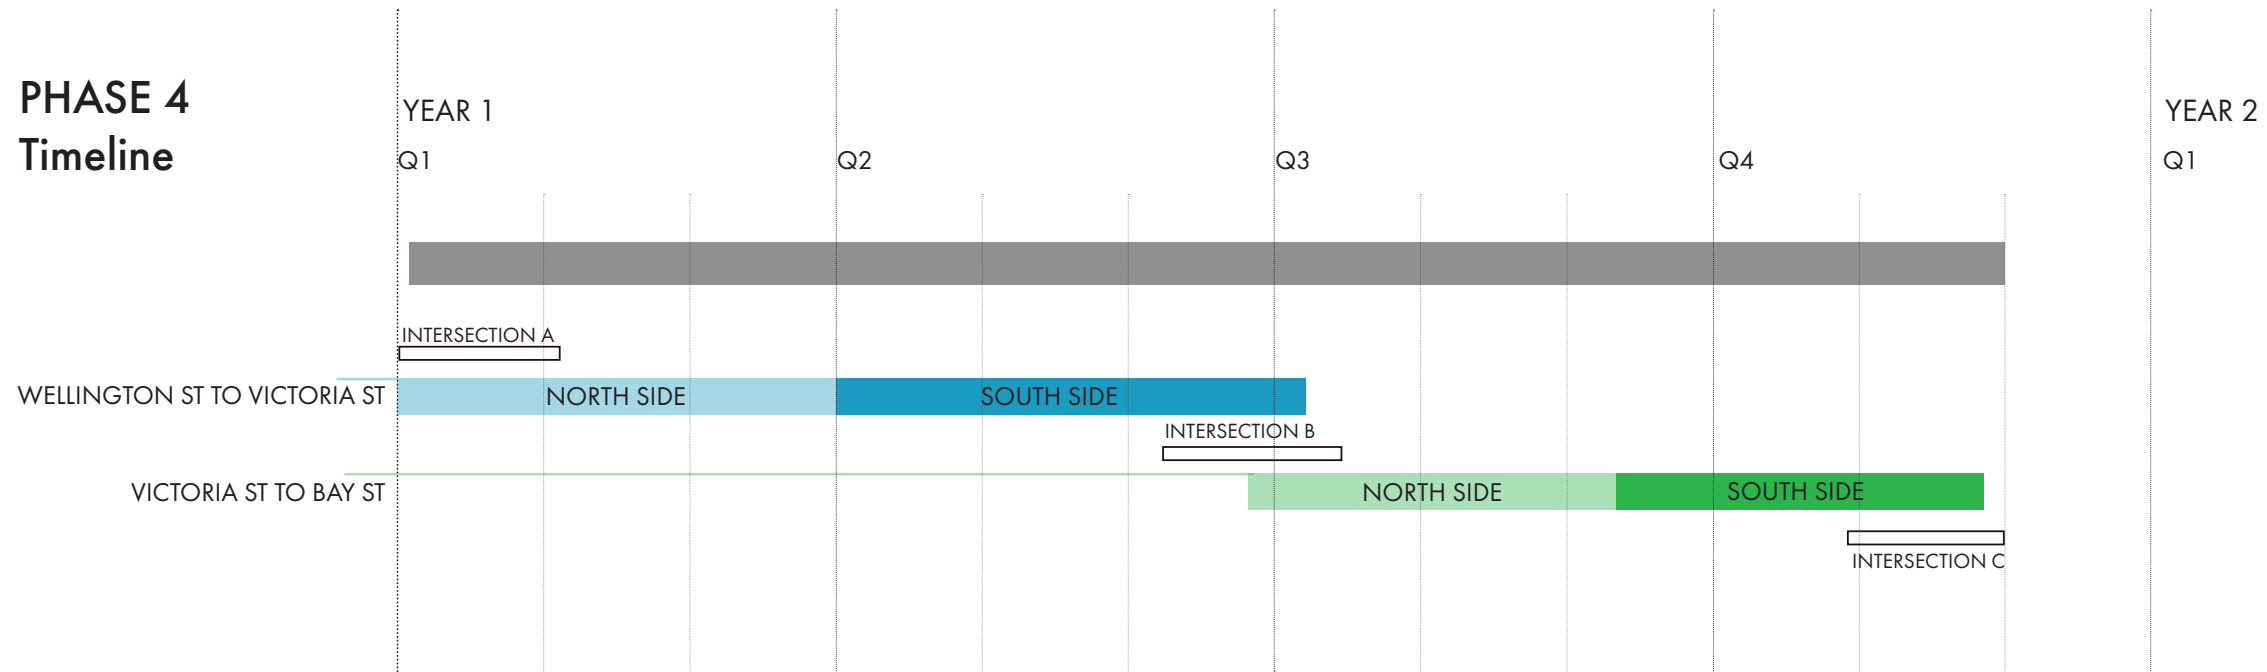 PHASE 4
Timeline
YEAR 1
YEAR 2
Q1
Q2
Q3
Q4
Q1
INTERSECTION A
WELLINGTON ST TO VICTORIA ST
NORTH SIDE
SOUTH SIDE
INTERSECTION B
VICTORIA ST TO BAY ST
NORTH SIDE
SOUTH SIDE
INTERSECTION C